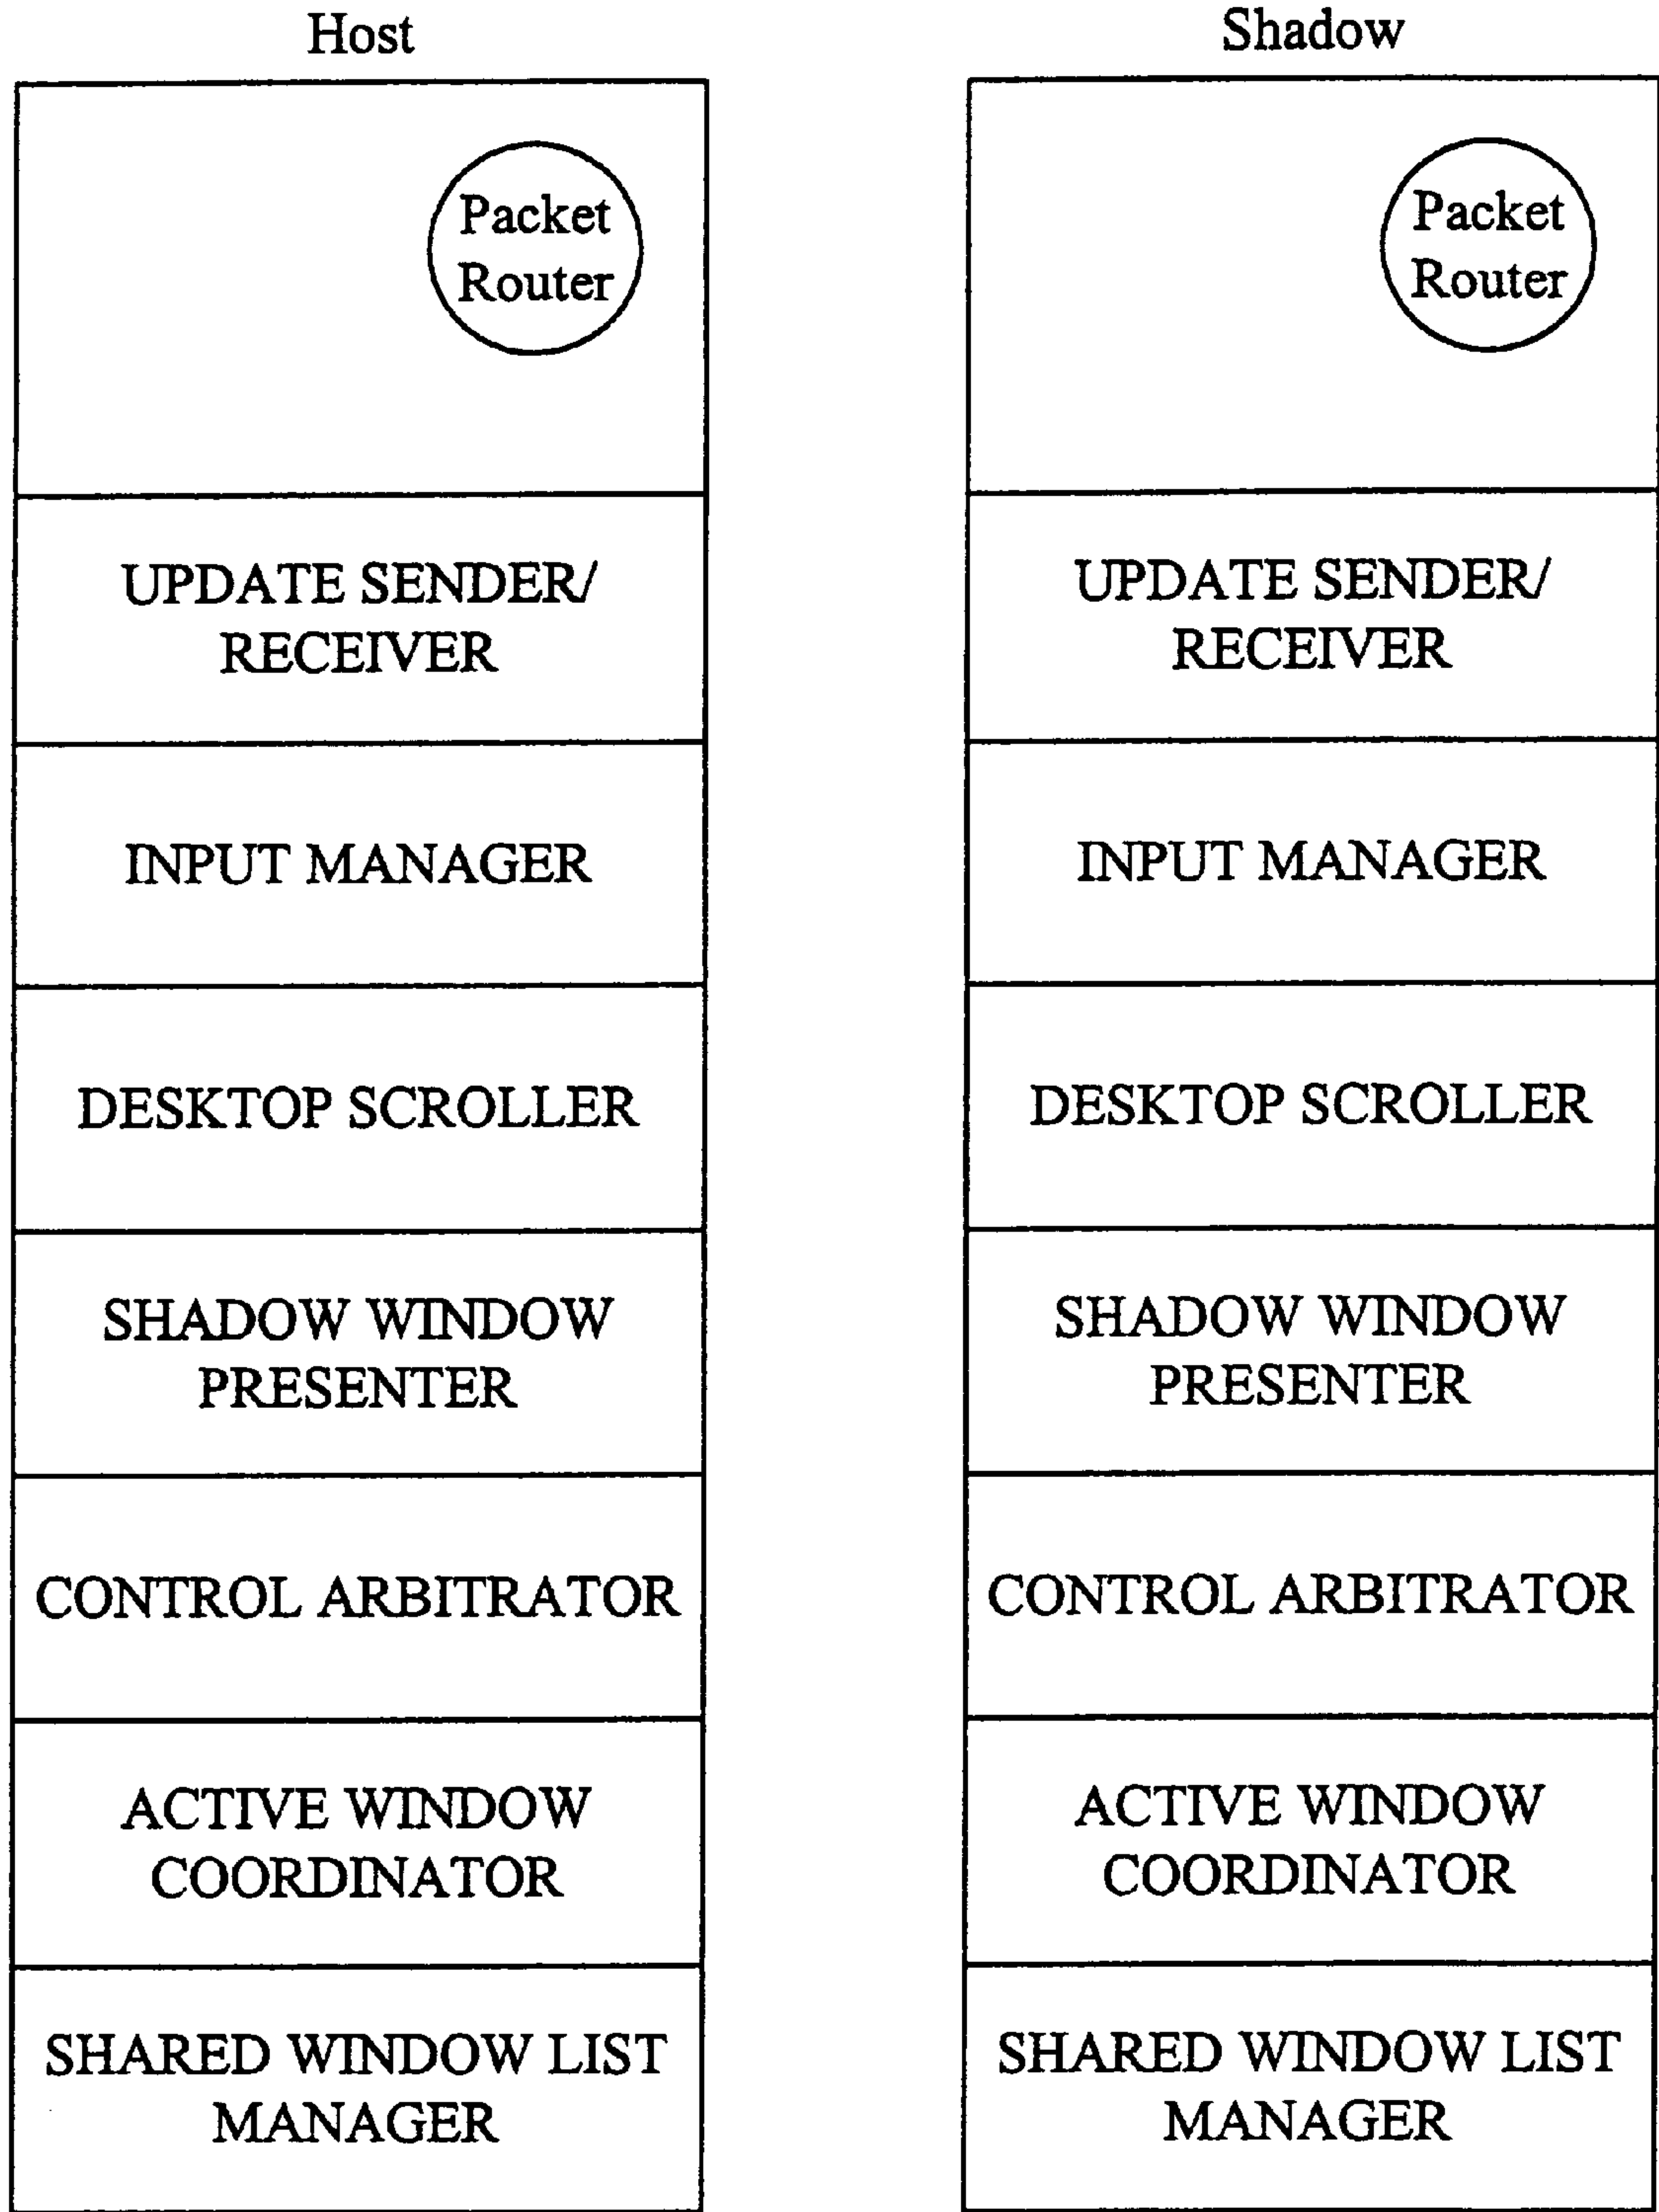 Host
Packet
Router
UPDATE SENDER/
RECEIVER
INPUT MANAGER
DESKTOP SCROLLER
SHADOW WINDOW
PRESENTER
CONTROL ARBITRATOR
ACTIVE WINDOW
COORDINATOR
SHARED WINDOW LIST
MANAGER
Shadow
Packet
Router
UPDATE SENDER/
RECEIVER
INPUT MANAGER
DESKTOP SCROLLER
SHADOW WINDOW
PRESENTER
CONTROL ARBITRATOR
ACTIVE WINDOW
COORDINATOR
SHARED WINDOW LIST
MANAGER